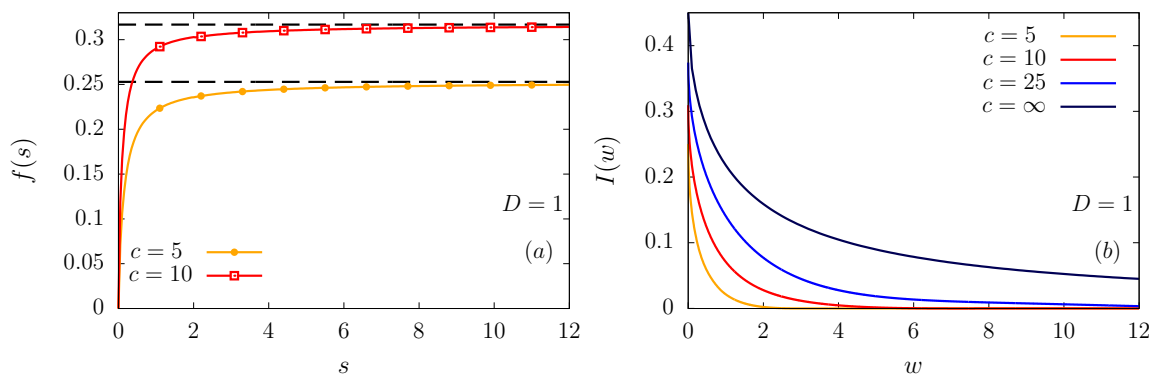 f(s)
0.3
0.25
0.2
0.15
0.1
0.05
0
D = 1
c = 5
c = 10
(a)
0 2 4 6 8 10 12
s
I(w)
0.4
0.3
0.2
0.1
0
c = 5
c = 10
c = 25
c = ∞
D = 1
(b)
0 2 4 6 8 10 12
w